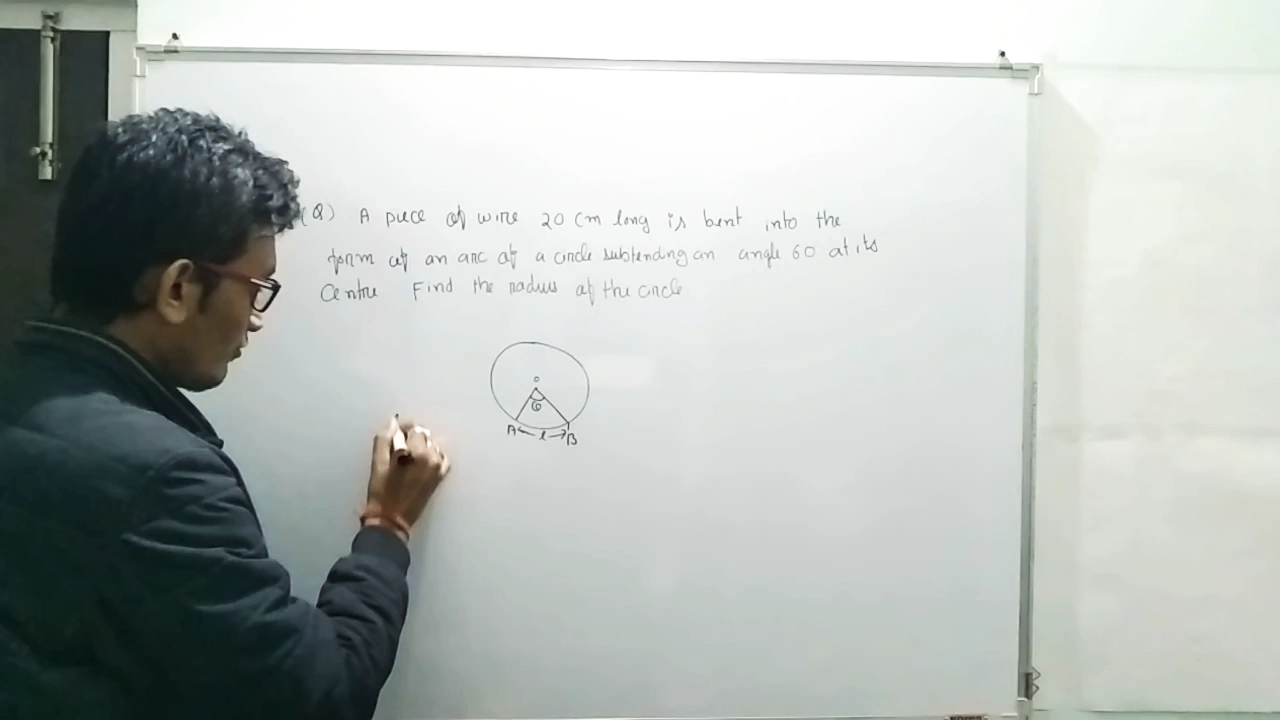 (Q) A piece of wire 20 cm long is bent into the
form of an arc of a circle subtending an angle 60 at its
Centre Find the radius of the circle
O
θ
A l B